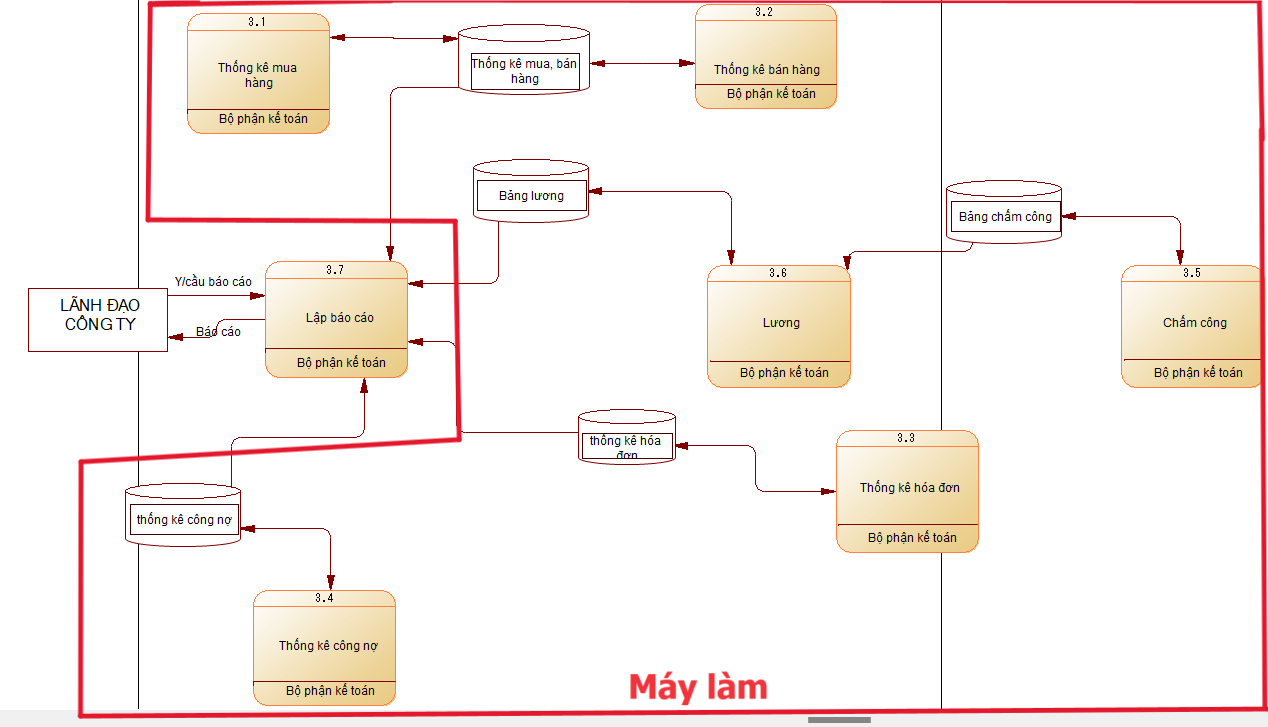 3.1
Thống kê mua
hàng
Bộ phận kế toán
Thống kê mua, bán
hàng
3.2
Thống kê bán hàng
Bộ phận kế toán
Bảng lương
Bảng chấm công
LÃNH ĐẠO
CÔNG TY
Y/cầu báo cáo
Báo cáo
3.7
Lập báo cáo
Bộ phận kế toán
3.6
Lương
Bộ phận kế toán
3.5
Chấm công
Bộ phận kế toán
thống kê hóa
đơn
3.3
Thống kê hóa đơn
Bộ phận kế toán
thống kê công nợ
3.4
Thống kê công nợ
Bộ phận kế toán
Máy làm